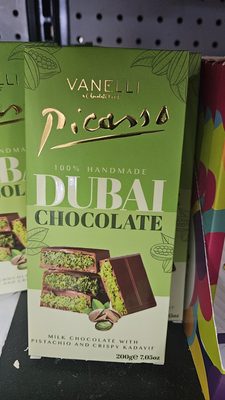 VANELLI
Picasso
100% HANDMADE
DUBAI
CHOCOLATE
MILK CHOCOLATE WITH
PISTACHIO AND CRISPY KADAYIF
200g℮ 7.05oz